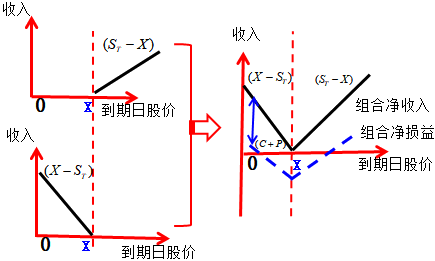 收入
(S_T − X)
0
X
到期日股价
收入
(X − S_T)
0
X
到期日股价
收入
(X − S_T)
(S_T − X)
组合净收入
组合净损益
(C + P)
0
X
到期日股价